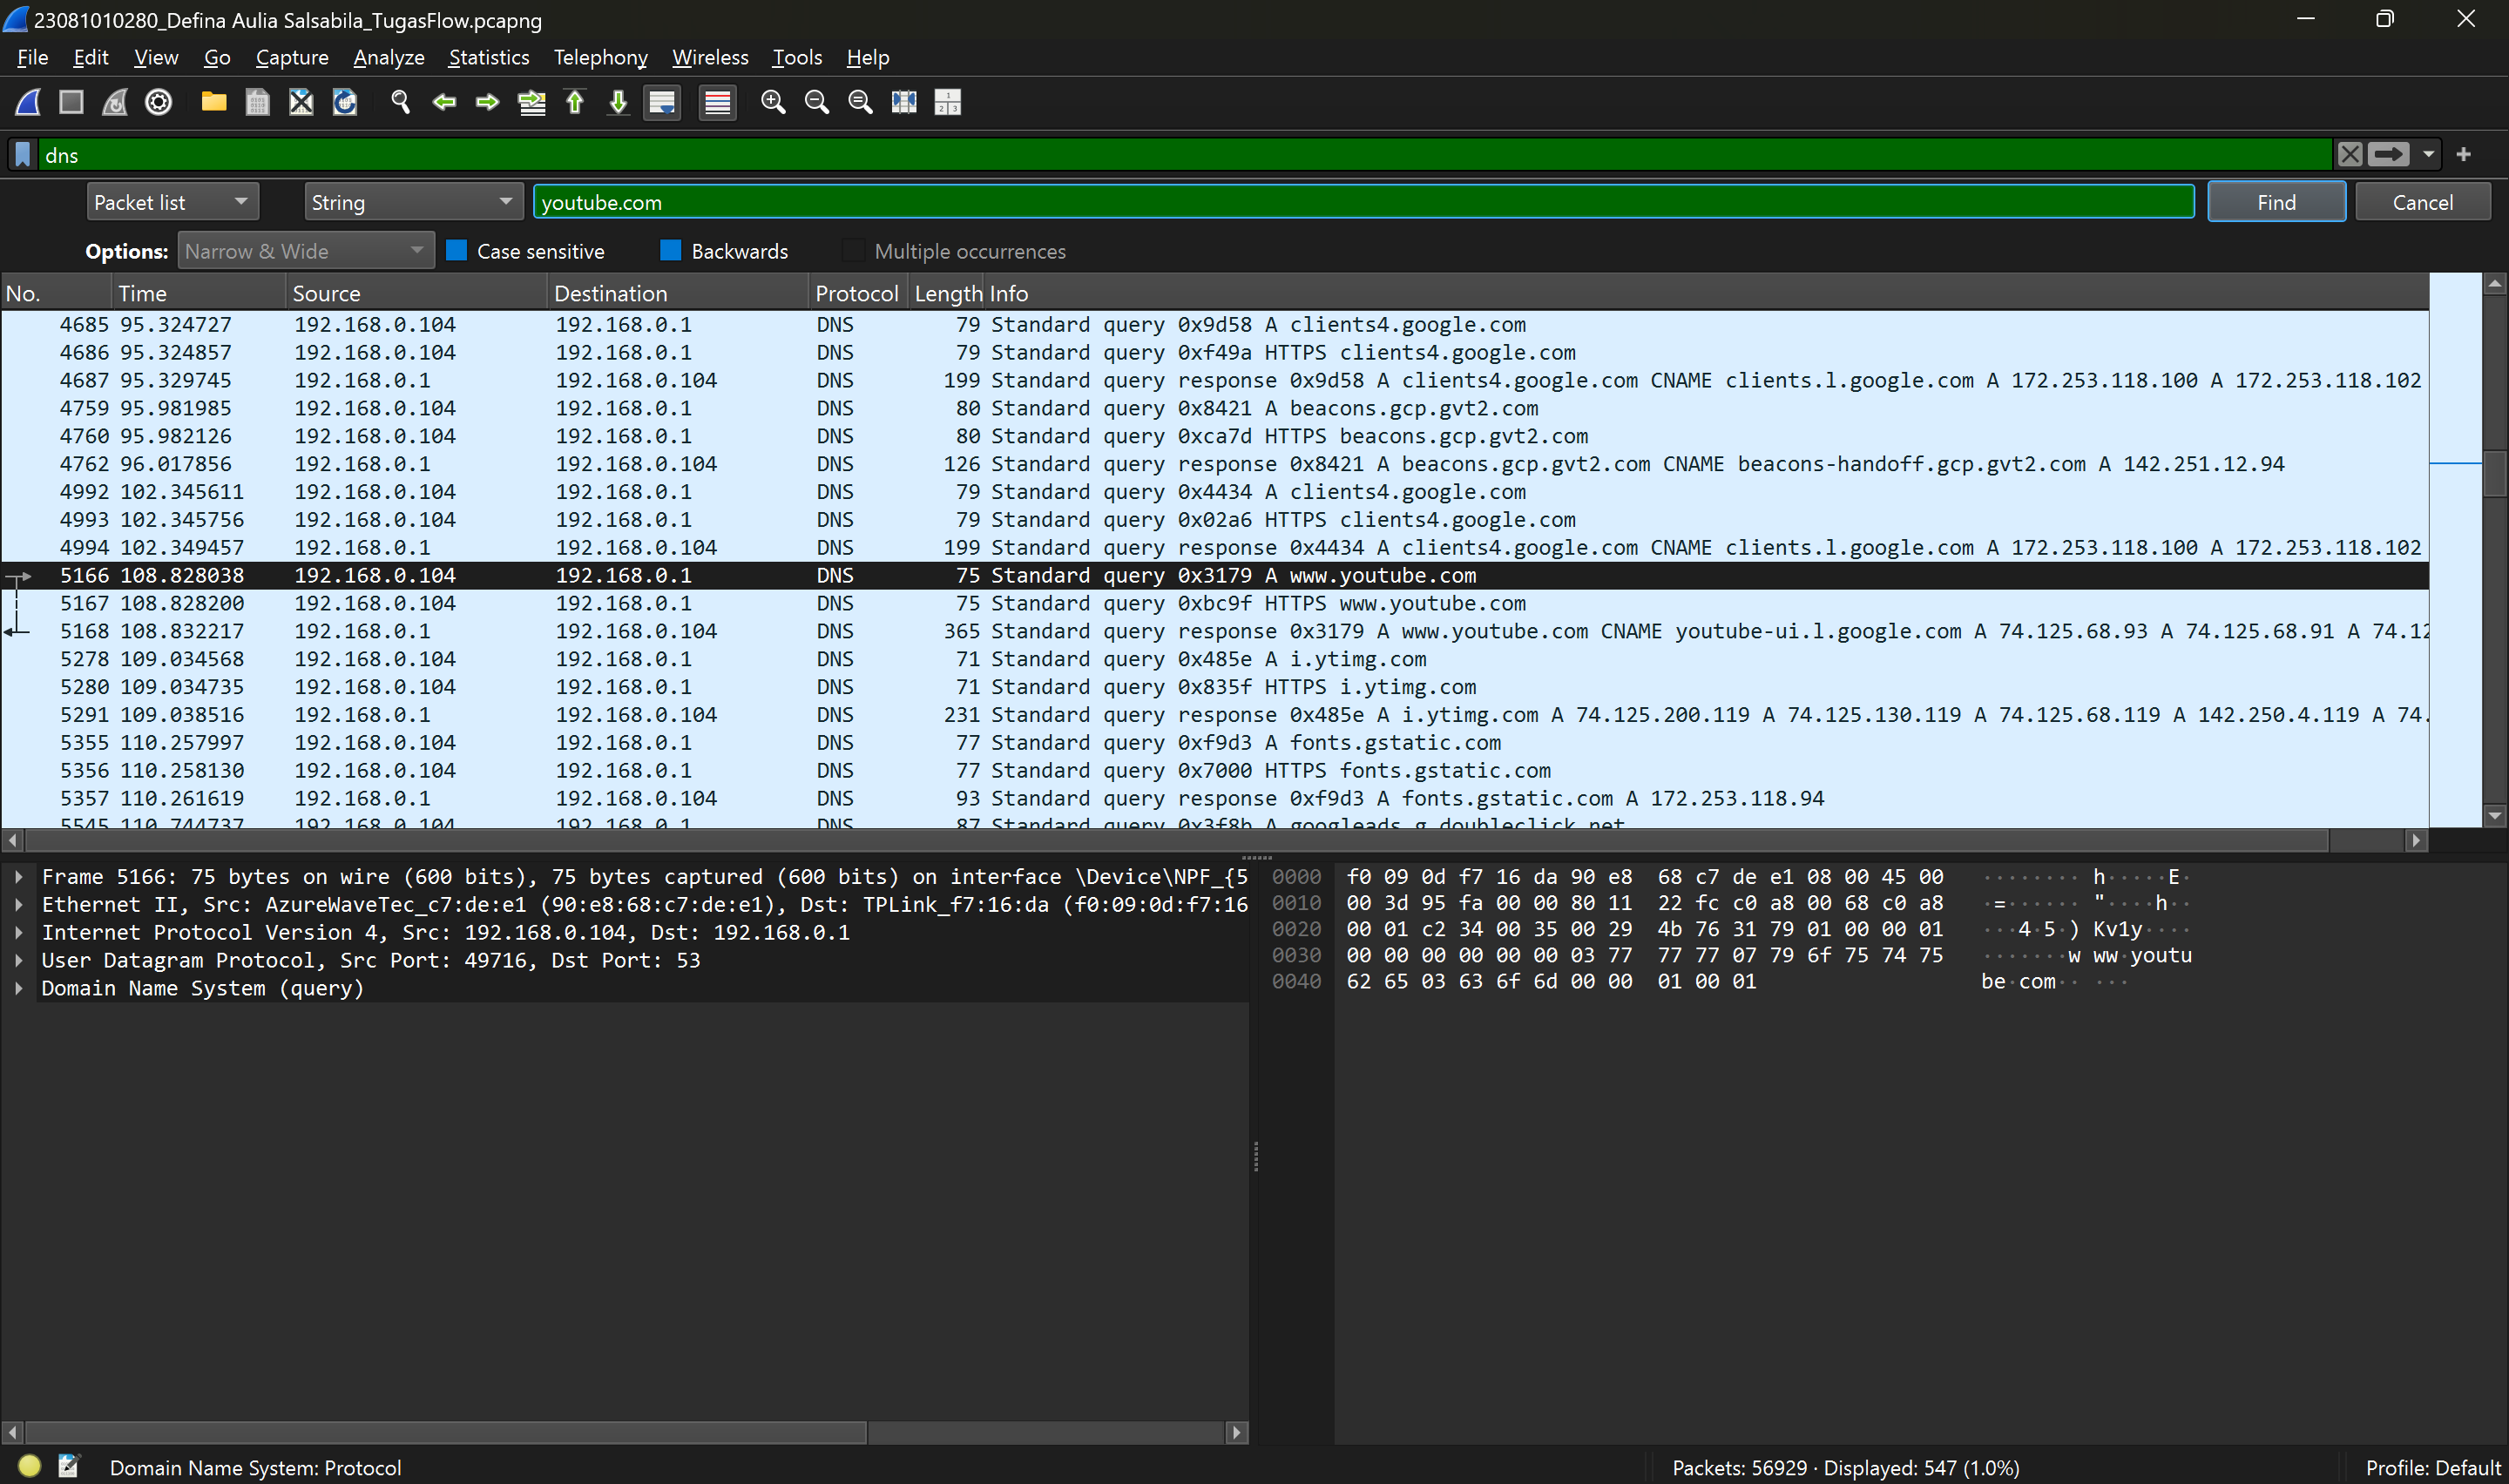 23081010280_Defina Aulia Salsabila_TugasFlow.pcapng
File Edit View Go Capture Analyze Statistics Telephony Wireless Tools Help
dns
Packet list String youtube.com Find Cancel
Options: Narrow & Wide Case sensitive Backwards Multiple occurrences
No. Time Source Destination Protocol Length Info
4685 95.324727 192.168.0.104 192.168.0.1 DNS 79 Standard query 0x9d58 A clients4.google.com
4686 95.324857 192.168.0.104 192.168.0.1 DNS 79 Standard query 0xf49a HTTPS clients4.google.com
4687 95.329745 192.168.0.1 192.168.0.104 DNS 199 Standard query response 0x9d58 A clients4.google.com CNAME clients.l.google.com A 172.253.118.100 A 172.253.118.102
4759 95.981985 192.168.0.104 192.168.0.1 DNS 80 Standard query 0x8421 A beacons.gcp.gvt2.com
4760 95.982126 192.168.0.104 192.168.0.1 DNS 80 Standard query 0xca7d HTTPS beacons.gcp.gvt2.com
4762 96.017856 192.168.0.1 192.168.0.104 DNS 126 Standard query response 0x8421 A beacons.gcp.gvt2.com CNAME beacons-handoff.gcp.gvt2.com A 142.251.12.94
4992 102.345611 192.168.0.104 192.168.0.1 DNS 79 Standard query 0x4434 A clients4.google.com
4993 102.345756 192.168.0.104 192.168.0.1 DNS 79 Standard query 0x02a6 HTTPS clients4.google.com
4994 102.349457 192.168.0.1 192.168.0.104 DNS 199 Standard query response 0x4434 A clients4.google.com CNAME clients.l.google.com A 172.253.118.100 A 172.253.118.102
5166 108.828038 192.168.0.104 192.168.0.1 DNS 75 Standard query 0x3179 A www.youtube.com
5167 108.828200 192.168.0.104 192.168.0.1 DNS 75 Standard query 0xbc9f HTTPS www.youtube.com
5168 108.832217 192.168.0.1 192.168.0.104 DNS 365 Standard query response 0x3179 A www.youtube.com CNAME youtube-ui.l.google.com A 74.125.68.93 A 74.125.68.91 A 74.12
5278 109.034568 192.168.0.104 192.168.0.1 DNS 71 Standard query 0x485e A i.ytimg.com
5280 109.034735 192.168.0.104 192.168.0.1 DNS 71 Standard query 0x835f HTTPS i.ytimg.com
5291 109.038516 192.168.0.1 192.168.0.104 DNS 231 Standard query response 0x485e A i.ytimg.com A 74.125.200.119 A 74.125.130.119 A 74.125.68.119 A 142.250.4.119 A 74.
5355 110.257997 192.168.0.104 192.168.0.1 DNS 77 Standard query 0xf9d3 A fonts.gstatic.com
5356 110.258130 192.168.0.104 192.168.0.1 DNS 77 Standard query 0x7000 HTTPS fonts.gstatic.com
5357 110.261619 192.168.0.1 192.168.0.104 DNS 93 Standard query response 0xf9d3 A fonts.gstatic.com A 172.253.118.94
5545 110.744737 192.168.0.104 192.168.0.1 DNS 87 Standard query 0x3f8b A googleads.g.doubleclick.net
Frame 5166: 75 bytes on wire (600 bits), 75 bytes captured (600 bits) on interface \Device\NPF_{5
Ethernet II, Src: AzureWaveTec_c7:de:e1 (90:e8:68:c7:de:e1), Dst: TPLink_f7:16:da (f0:09:0d:f7:16
Internet Protocol Version 4, Src: 192.168.0.104, Dst: 192.168.0.1
User Datagram Protocol, Src Port: 49716, Dst Port: 53
Domain Name System (query)
0000 f0 09 0d f7 16 da 90 e8 68 c7 de e1 08 00 45 00 ········ h·····E·
0010 00 3d 95 fa 00 00 80 11 22 fc c0 a8 00 68 c0 a8 ·=······ "····h··
0020 00 01 c2 34 00 35 00 29 4b 76 31 79 01 00 00 01 ···4·5·) Kv1y····
0030 00 00 00 00 00 00 03 77 77 77 07 79 6f 75 74 75 ·······w ww·youtu
0040 62 65 03 63 6f 6d 00 00 01 00 01 be·com·· ···
Domain Name System: Protocol Packets: 56929 · Displayed: 547 (1.0%) Profile: Default